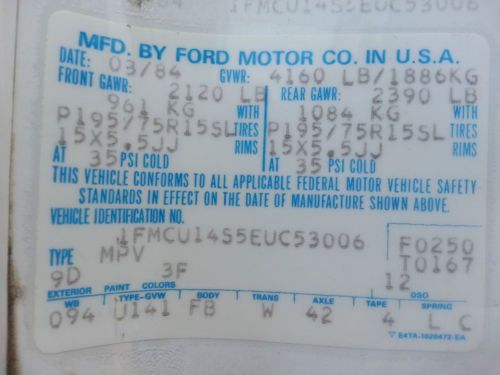 1FMCU14S5EUC53006
MFD. BY FORD MOTOR CO. IN U.S.A.
DATE: 03/84 GVWR: 4160 LB/1886KG
FRONT GAWR: 2120 LB REAR GAWR: 2390 LB
961 KG WITH 1084 KG WITH
P195/75R15SL TIRES P195/75R15SL TIRES
15X5.5JJ RIMS 15X5.5JJ RIMS
AT 35 PSI COLD AT 35 PSI COLD
THIS VEHICLE CONFORMS TO ALL APPLICABLE FEDERAL MOTOR VEHICLE SAFETY
STANDARDS IN EFFECT ON THE DATE OF MANUFACTURE SHOWN ABOVE.
VEHICLE IDENTIFICATION NO.
1FMCU14S5EUC53006 F0250
TYPE MPV T0167
9D 3F 12
EXTERIOR PAINT COLORS DSO
WB TYPE-GVW BODY TRANS AXLE TAPE SPRING
094 U141 FB W 42 4 L C
E4TA-1520472-EA